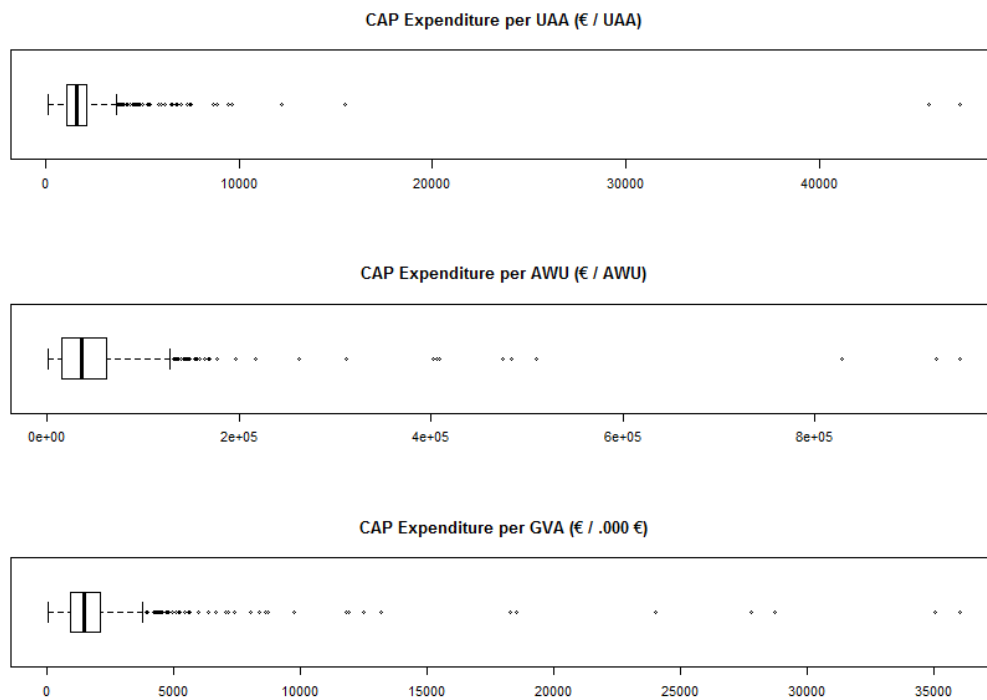 CAP Expenditure per UAA (€ / UAA)
0 10000 20000 30000 40000
CAP Expenditure per AWU (€ / AWU)
0e+00 2e+05 4e+05 6e+05 8e+05
CAP Expenditure per GVA (€ / .000 €)
0 5000 10000 15000 20000 25000 30000 35000